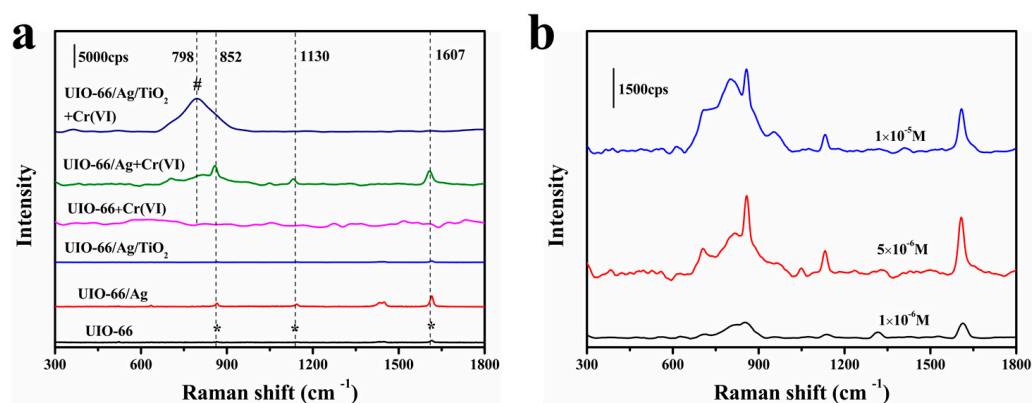 a
5000cps
798
852
1130
1607
#
UIO-66/Ag/TiO₂
+Cr(VI)
UIO-66/Ag+Cr(VI)
UIO-66+Cr(VI)
UIO-66/Ag/TiO₂
UIO-66/Ag
UIO-66
* * *
Intensity
300 600 900 1200 1500 1800
Raman shift (cm⁻¹)
b
1500cps
1×10⁻⁵M
5×10⁻⁶M
1×10⁻⁶M
Intensity
300 600 900 1200 1500 1800
Raman shift (cm⁻¹)